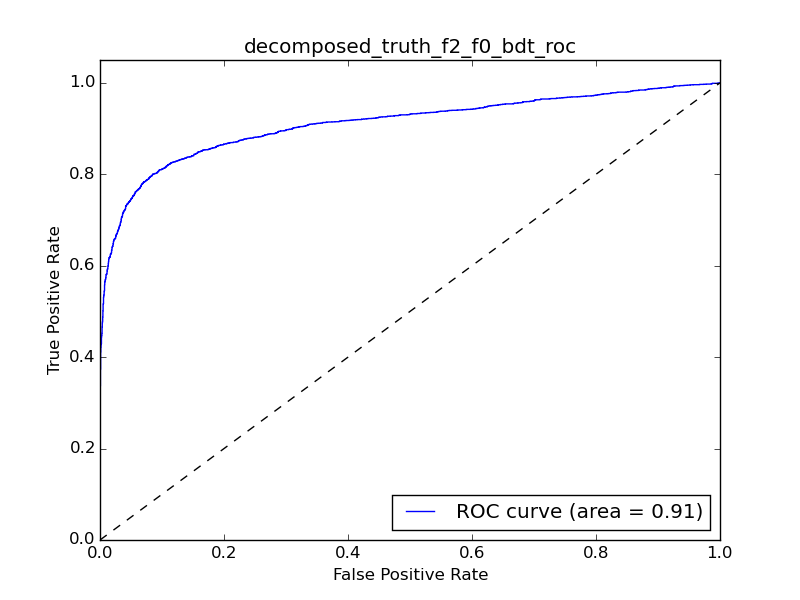 decomposed_truth_f2_f0_bdt_roc
1.0
0.8
0.6
0.4
0.2
0.0
True Positive Rate
ROC curve (area = 0.91)
0.0 0.2 0.4 0.6 0.8 1.0
False Positive Rate